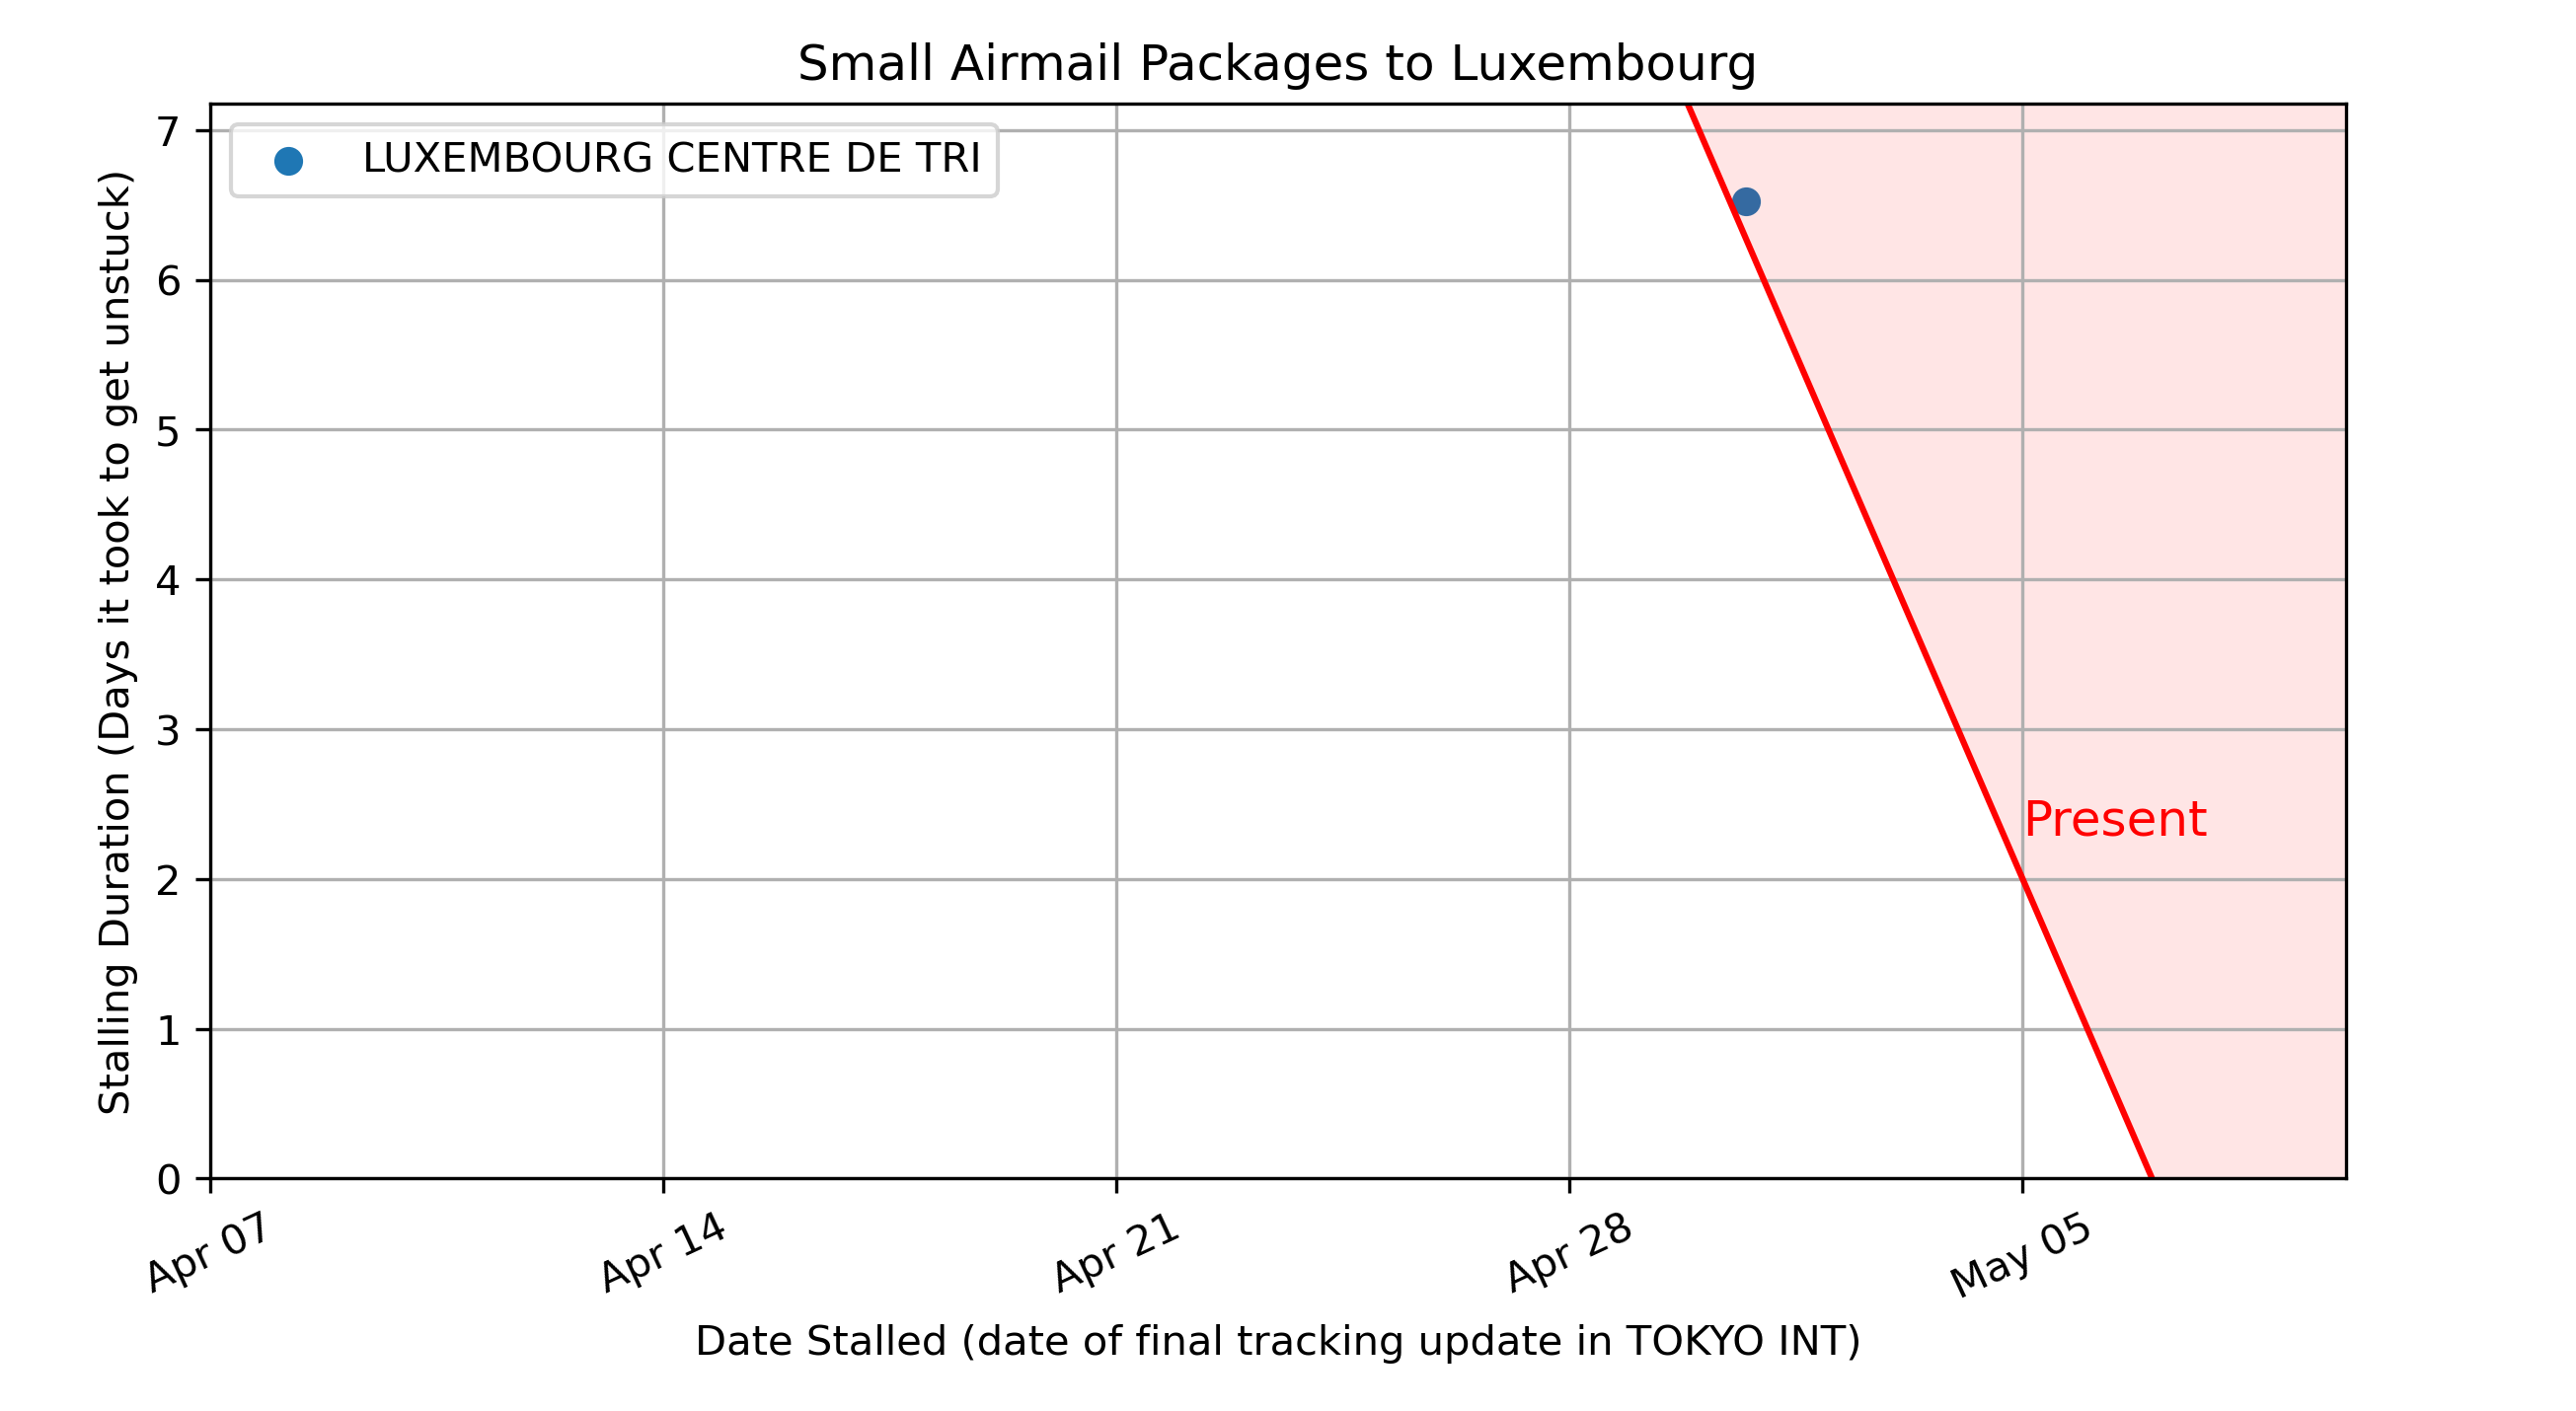 Small Airmail Packages to Luxembourg
LUXEMBOURG CENTRE DE TRI
Stalling Duration (Days it took to get unstuck)
7
6
5
4
3
2
1
0
Present
Apr 07
Apr 14
Apr 21
Apr 28
May 05
Date Stalled (date of final tracking update in TOKYO INT)